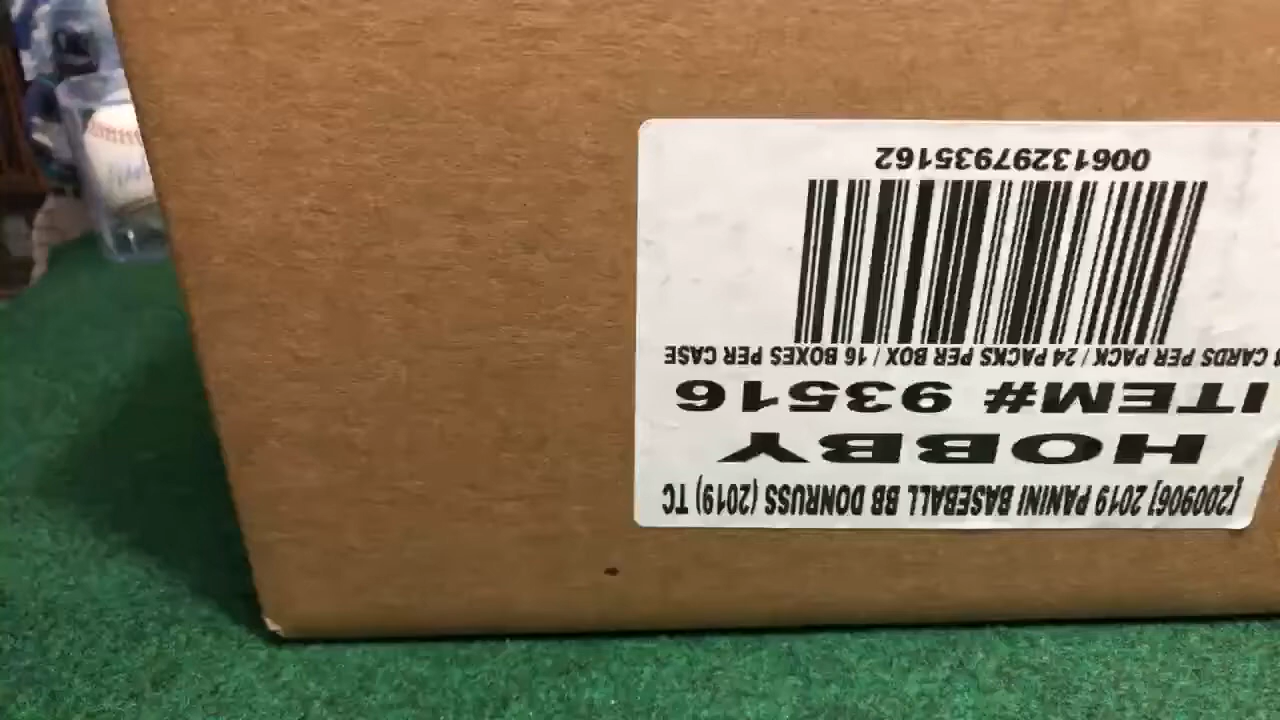 [200906] 2019 PANINI BASEBALL BB DONRUSS (2019) TC
HOBBY
ITEM# 93516
8 CARDS PER PACK / 24 PACKS PER BOX / 16 BOXES PER CASE
00613297935162